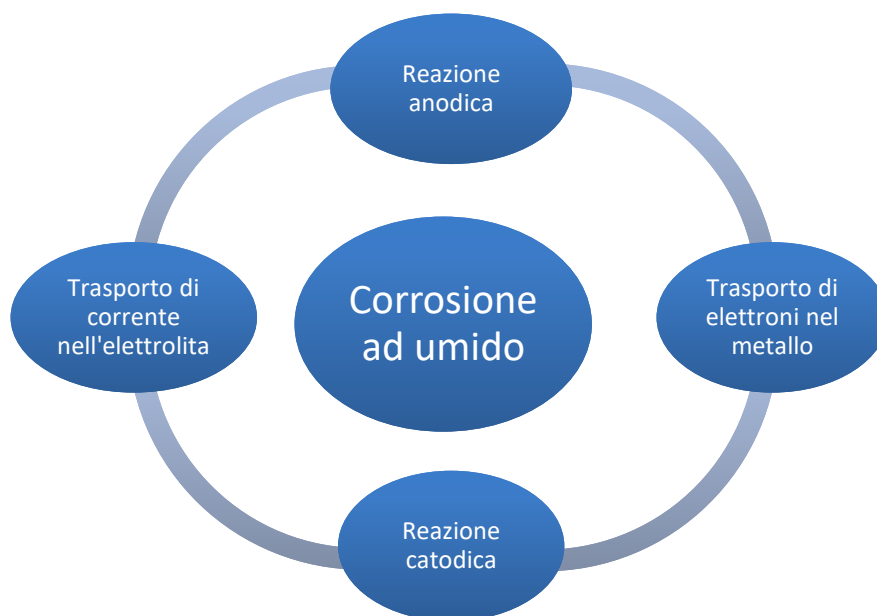 Reazione
anodica
Trasporto di
corrente
nell'elettrolita
Corrosione
ad umido
Trasporto di
elettroni nel
metallo
Reazione
catodica